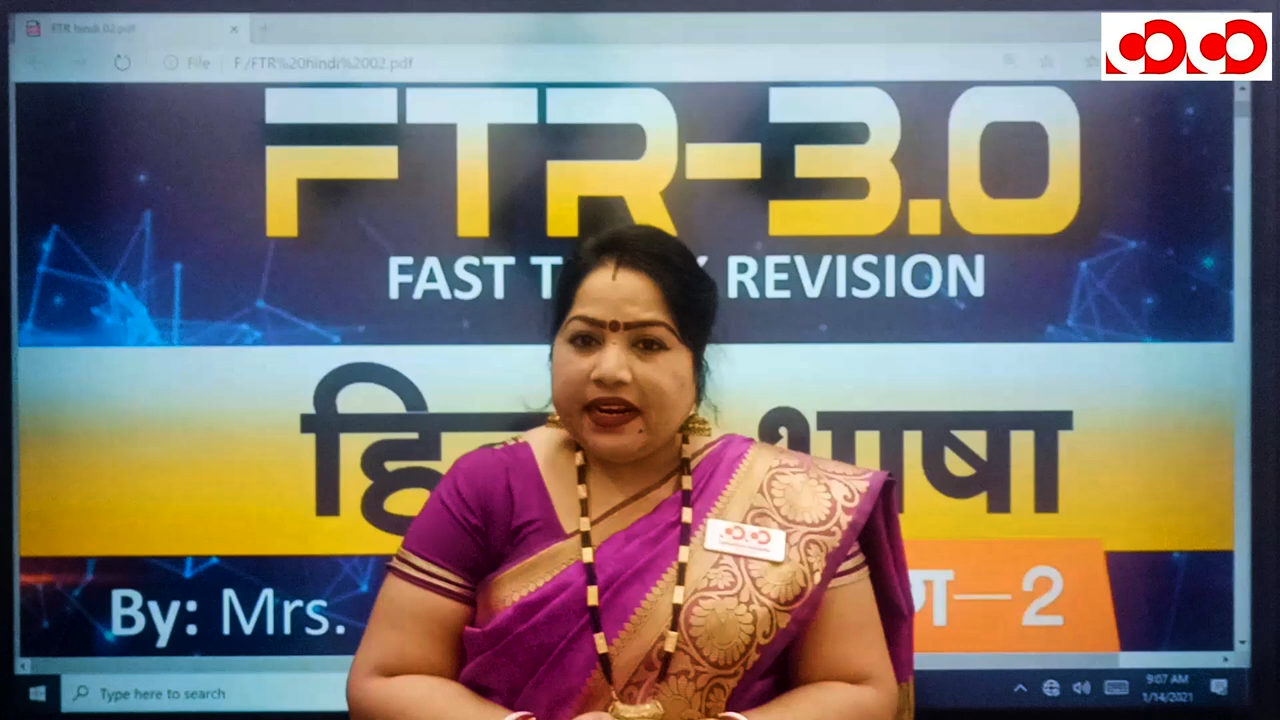 FTR hindi 02.pdf
File F:/FTR%20hindi%2002.pdf
FTR-3.0
FAST T REVISION
हि भाषा
By: Mrs.
-2
Type here to search
9:07 AM
1/14/2021